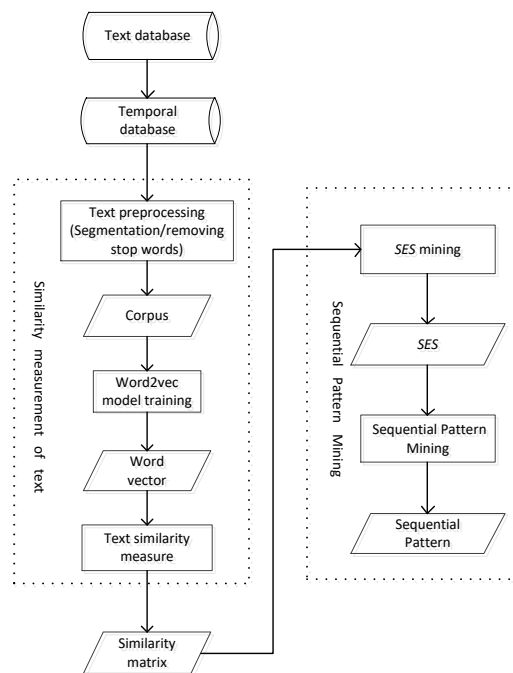 Text database
Temporal
database
Text preprocessing
(Segmentation/removing
stop words)
Corpus
Word2vec
model training
Word
vector
Text similarity
measure
Similarity measurement of text
Similarity
matrix
SES mining
SES
Sequential Pattern
Mining
Sequential
Pattern
Sequential Pattern Mining